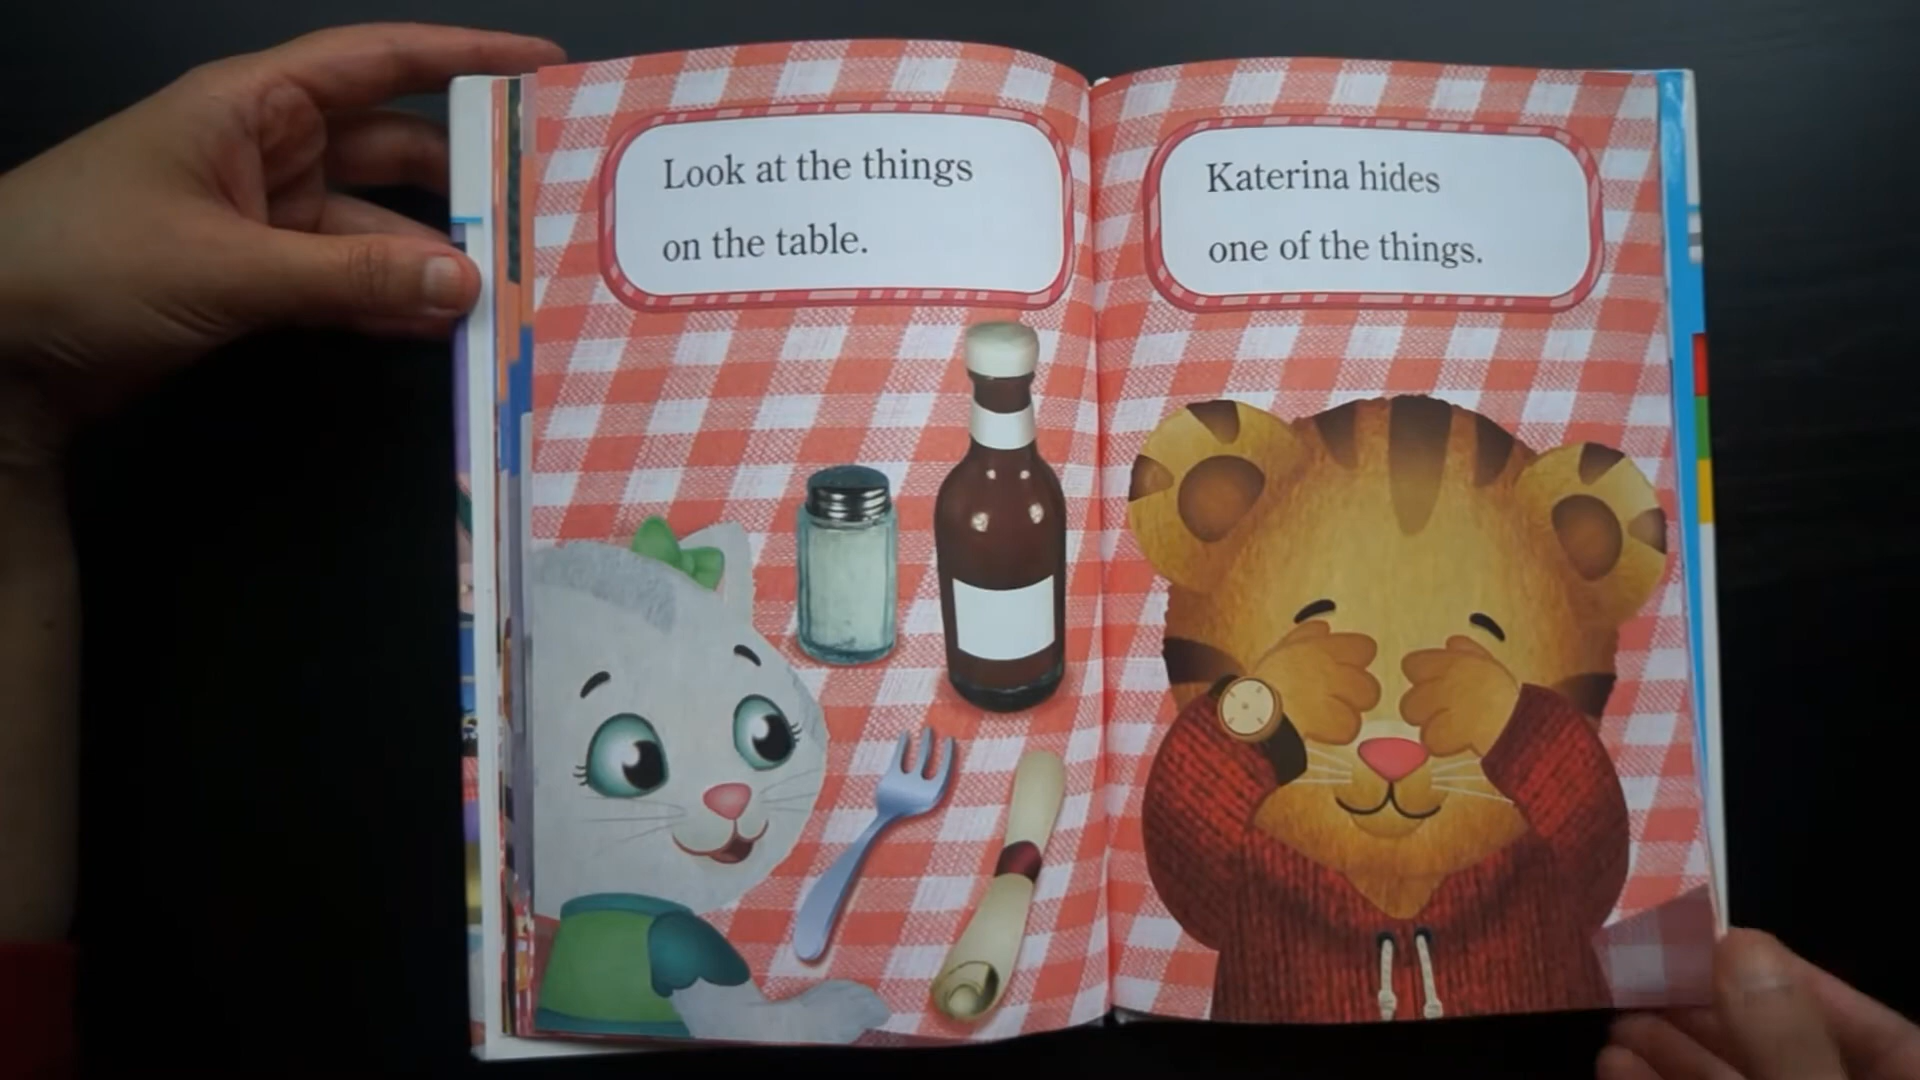 Look at the things
on the table.
Katerina hides
one of the things.